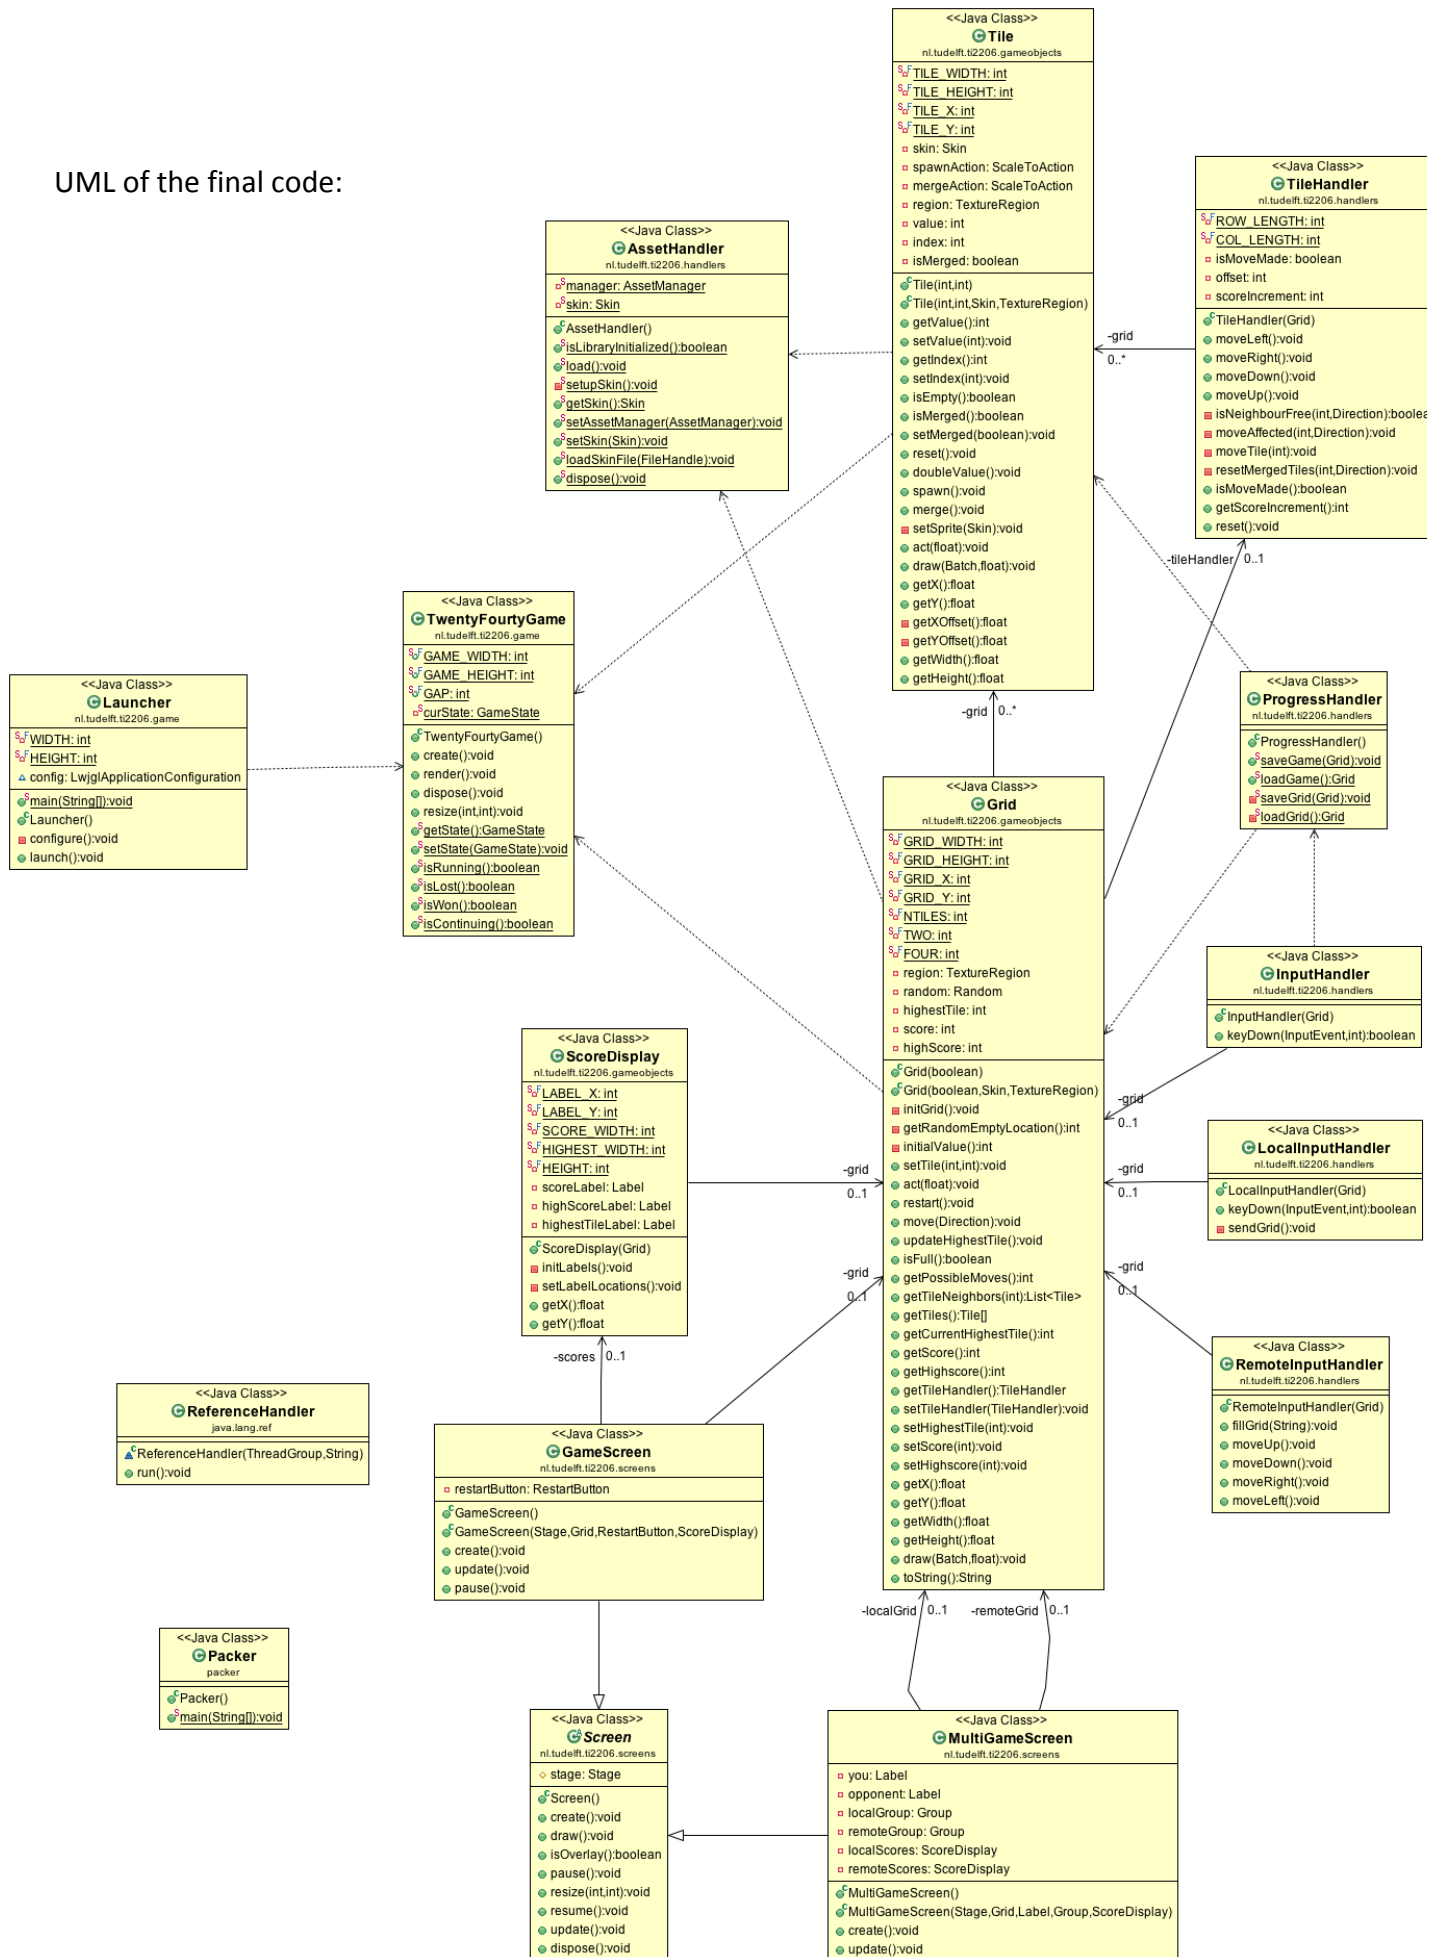 UML of the final code:
<<Java Class>>
Tile
nl.tudelft.ti2206.gameobjects
TILE_WIDTH: int
TILE_HEIGHT: int
TILE_X: int
TILE_Y: int
skin: Skin
spawnAction: ScaleToAction
mergeAction: ScaleToAction
region: TextureRegion
value: int
index: int
isMerged: boolean
Tile(int,int)
Tile(int,int,Skin,TextureRegion)
getValue():int
setValue(int):void
getIndex():int
setIndex(int):void
isEmpty():boolean
isMerged():boolean
setMerged(boolean):void
reset():void
doubleValue():void
spawn():void
merge():void
setSprite(Skin):void
act(float):void
draw(Batch,float):void
getX():float
getY():float
getXOffset():float
getYOffset():float
getWidth():float
getHeight():float
<<Java Class>>
TileHandler
nl.tudelft.ti2206.handlers
ROW_LENGTH: int
COL_LENGTH: int
isMoveMade: boolean
offset: int
scoreIncrement: int
TileHandler(Grid)
moveLeft():void
moveRight():void
moveDown():void
moveUp():void
isNeighbourFree(int,Direction):boolea
moveAffected(int,Direction):void
moveTile(int):void
resetMergedTiles(int,Direction):void
isMoveMade():boolean
getScoreIncrement():int
reset():void
-grid
0..*
<<Java Class>>
AssetHandler
nl.tudelft.ti2206.handlers
manager: AssetManager
skin: Skin
AssetHandler()
isLibraryInitialized():boolean
load():void
setupSkin():void
getSkin():Skin
setAssetManager(AssetManager):void
setSkin(Skin):void
loadSkinFile(FileHandle):void
dispose():void
-tileHandler
0..1
<<Java Class>>
TwentyFourtyGame
nl.tudelft.ti2206.game
GAME_WIDTH: int
GAME_HEIGHT: int
GAP: int
curState: GameState
TwentyFourtyGame()
create():void
render():void
dispose():void
resize(int,int):void
getState():GameState
setState(GameState):void
isRunning():boolean
isLost():boolean
isWon():boolean
isContinuing():boolean
<<Java Class>>
Launcher
nl.tudelft.ti2206.game
WIDTH: int
HEIGHT: int
config: LwjglApplicationConfiguration
main(String[]):void
Launcher()
configure():void
launch():void
<<Java Class>>
ProgressHandler
nl.tudelft.ti2206.handlers
ProgressHandler()
saveGame(Grid):void
loadGame():Grid
saveGrid(Grid):void
loadGrid():Grid
-grid
0..*
<<Java Class>>
Grid
nl.tudelft.ti2206.gameobjects
GRID_WIDTH: int
GRID_HEIGHT: int
GRID_X: int
GRID_Y: int
NTILES: int
TWO: int
FOUR: int
region: TextureRegion
random: Random
highestTile: int
score: int
highScore: int
Grid(boolean)
Grid(boolean,Skin,TextureRegion)
initGrid():void
getRandomEmptyLocation():int
initialValue():int
setTile(int,int):void
act(float):void
restart():void
move(Direction):void
updateHighestTile():void
isFull():boolean
getPossibleMoves():int
getTileNeighbors(int):List<Tile>
getTiles():Tile[]
getCurrentHighestTile():int
getScore():int
getHighscore():int
getTileHandler():TileHandler
setTileHandler(TileHandler):void
setHighestTile(int):void
setScore(int):void
setHighscore(int):void
getX():float
getY():float
getWidth():float
getHeight():float
draw(Batch,float):void
toString():String
<<Java Class>>
InputHandler
nl.tudelft.ti2206.handlers
InputHandler(Grid)
keyDown(InputEvent,int):boolean
-grid
0..1
<<Java Class>>
LocalInputHandler
nl.tudelft.ti2206.handlers
LocalInputHandler(Grid)
keyDown(InputEvent,int):boolean
sendGrid():void
-grid
0..1
<<Java Class>>
RemoteInputHandler
nl.tudelft.ti2206.handlers
RemoteInputHandler(Grid)
fillGrid(String):void
moveUp():void
moveDown():void
moveRight():void
moveLeft():void
-grid
0..1
<<Java Class>>
ScoreDisplay
nl.tudelft.ti2206.gameobjects
LABEL_X: int
LABEL_Y: int
SCORE_WIDTH: int
HIGHEST_WIDTH: int
HEIGHT: int
scoreLabel: Label
highScoreLabel: Label
highestTileLabel: Label
ScoreDisplay(Grid)
initLabels():void
setLabelLocations():void
getX():float
getY():float
-grid
0..1
-grid
0..1
-scores
0..1
<<Java Class>>
ReferenceHandler
java.lang.ref
ReferenceHandler(ThreadGroup,String)
run():void
<<Java Class>>
GameScreen
nl.tudelft.ti2206.screens
restartButton: RestartButton
GameScreen()
GameScreen(Stage,Grid,RestartButton,ScoreDisplay)
create():void
update():void
pause():void
-localGrid
0..1
-remoteGrid
0..1
<<Java Class>>
Packer
packer
Packer()
main(String[]):void
<<Java Class>>
Screen
nl.tudelft.ti2206.screens
stage: Stage
Screen()
create():void
draw():void
isOverlay():boolean
pause():void
resize(int,int):void
resume():void
update():void
dispose():void
<<Java Class>>
MultiGameScreen
nl.tudelft.ti2206.screens
you: Label
opponent: Label
localGroup: Group
remoteGroup: Group
localScores: ScoreDisplay
remoteScores: ScoreDisplay
MultiGameScreen()
MultiGameScreen(Stage,Grid,Label,Group,ScoreDisplay)
create():void
update():void